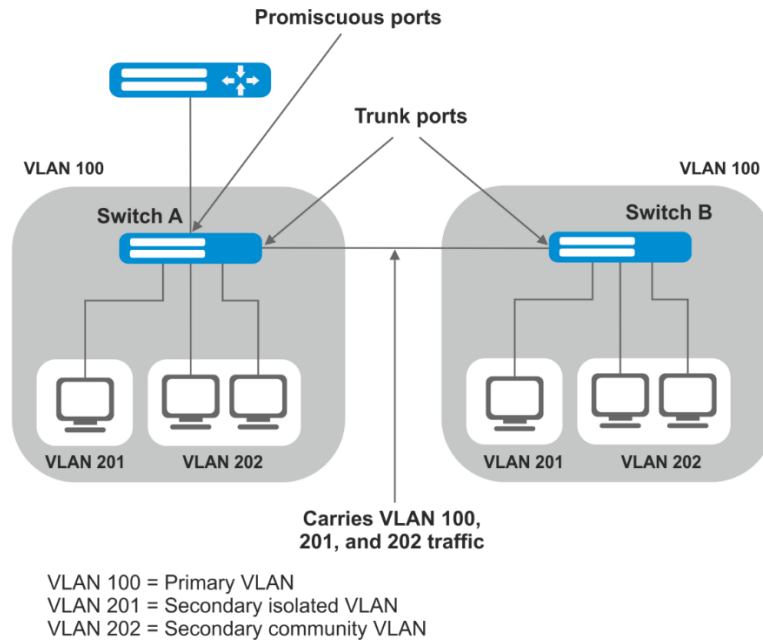 Promiscuous ports
Trunk ports
VLAN 100
VLAN 100
Switch A
Switch B
VLAN 201
VLAN 202
VLAN 201
VLAN 202
Carries VLAN 100,
201, and 202 traffic
VLAN 100 = Primary VLAN
VLAN 201 = Secondary isolated VLAN
VLAN 202 = Secondary community VLAN